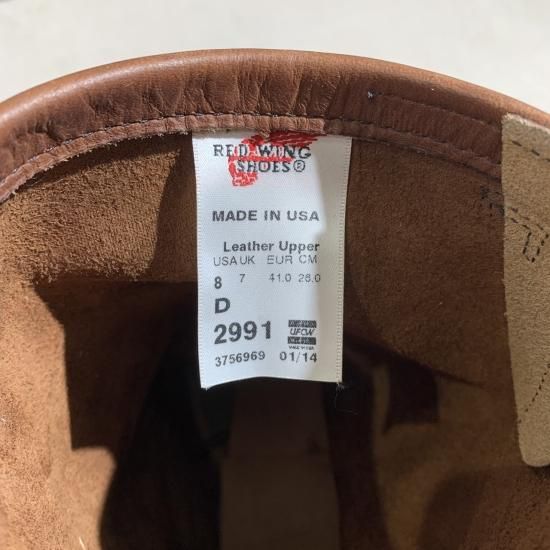 RED WING
SHOES®
MADE IN USA
Leather Upper
USA UK EUR CM
8 7 41.0 26.0
D
2991 UFCW
3756969 01/14